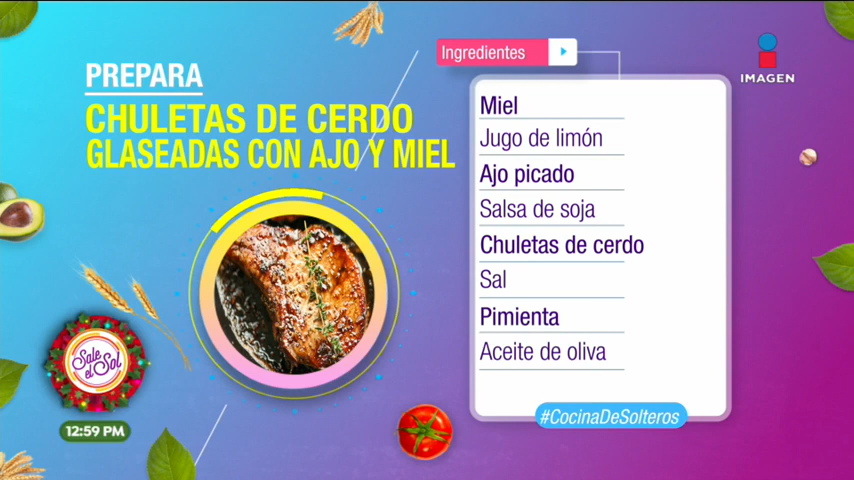 PREPARA
CHULETAS DE CERDO
GLASEADAS CON AJO Y MIEL
Ingredientes
Miel
Jugo de limón
Ajo picado
Salsa de soja
Chuletas de cerdo
Sal
Pimienta
Aceite de oliva
#CocinaDeSolteros
IMAGEN
Sale
el Sol
12:59 PM